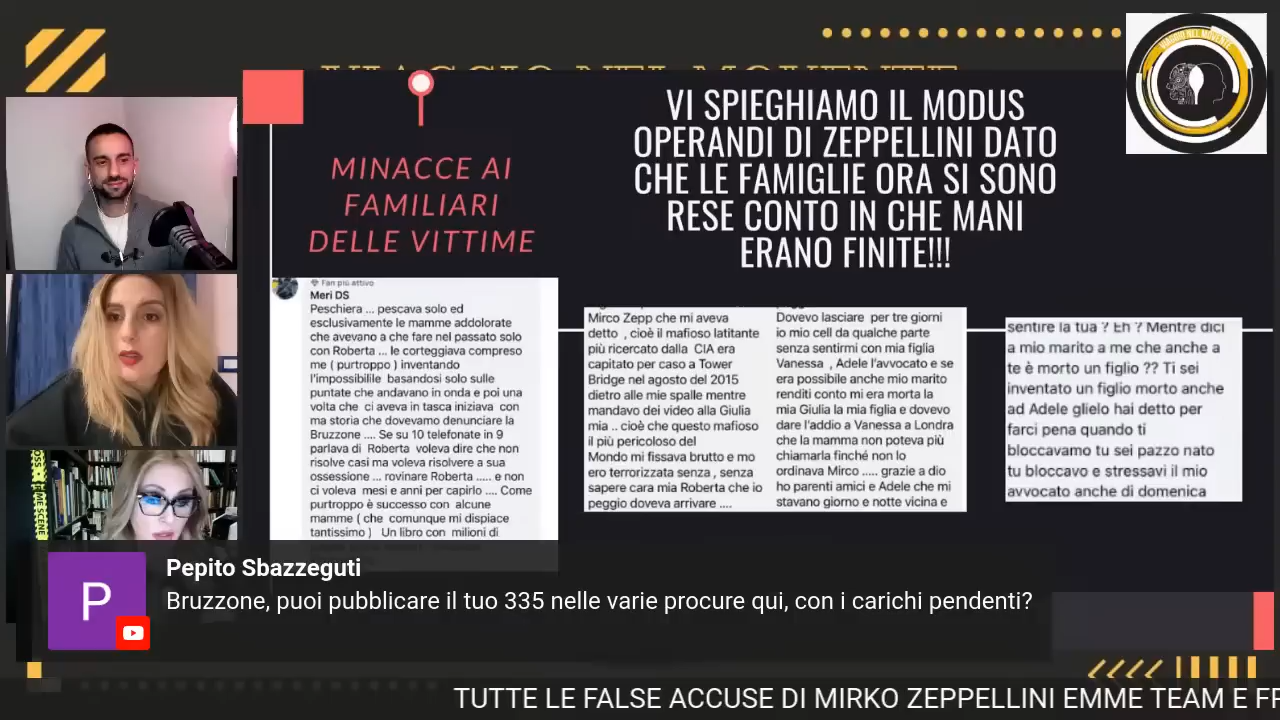 VIAGGIO NEL MOVENTE
VIAGGIO NEL MOVENTE
MINACCE AI
FAMILIARI
DELLE VITTIME
VI SPIEGHIAMO IL MODUS
OPERANDI DI ZEPPELLINI DATO
CHE LE FAMIGLIE ORA SI SONO
RESE CONTO IN CHE MANI
ERANO FINITE!!!
Fan più attivo
Meri DS
Peschiera ... pescava solo ed
esclusivamente le mamme addolorate
che avevano a che fare nel passato solo
con Roberta ... le corteggiava compreso
me ( purtroppo ) inventando
l'impossibilile basandosi solo sulle
puntate che andavano in onda e poi una
volta che ci aveva in tasca iniziava con
ma storia che dovevamo denunciare la
Bruzzone .... Se su 10 telefonate in 9
parlava di Roberta voleva dire che non
risolve casi ma voleva risolvere a sua
ossessione ... rovinare Roberta ..... e non
ci voleva mesi e anni per capirlo .... Come
purtroppo è successo con alcune
mamme ( che comunque mi dispiace
tantissimo ) Un libro con milioni di
Mirco Zepp che mi aveva
detto , cioè il mafioso latitante
più ricercato dalla CIA era
capitato per caso a Tower
Bridge nel agosto del 2015
dietro alle mie spalle mentre
mandavo dei video alla Giulia
mia .. cioè che questo mafioso
il più pericoloso del
Mondo mi fissava brutto e mo
ero terrorizzata senza , senza
sapere cara mia Roberta che io
peggio doveva arrivare ....
Dovevo lasciare per tre giorni
io mio cell da qualche parte
senza sentirmi con mia figlia
Vanessa , Adele l'avvocato e se
era possibile anche mio marito
renditi conto mi era morta la
mia Giulia la mia figlia e dovevo
dare l'addio a Vanessa a Londra
che la mamma non poteva più
chiamarla finché non lo
ordinava Mirco ..... grazie a dio
ho parenti amici e Adele che mi
stavano giorno e notte vicina e
sentire la tua ? Eh ? Mentre dici
a mio marito a me che anche a
te è morto un figlio ?? Ti sei
inventato un figlio morto anche
ad Adele glielo hai detto per
farci pena quando ti
bloccavamo tu sei pazzo nato
tu bloccavo e stressavi il mio
avvocato anche di domenica
P
Pepito Sbazzeguti
Bruzzone, puoi pubblicare il tuo 335 nelle varie procure qui, con i carichi pendenti?
TUTTE LE FALSE ACCUSE DI MIRKO ZEPPELLINI EMME TEAM E